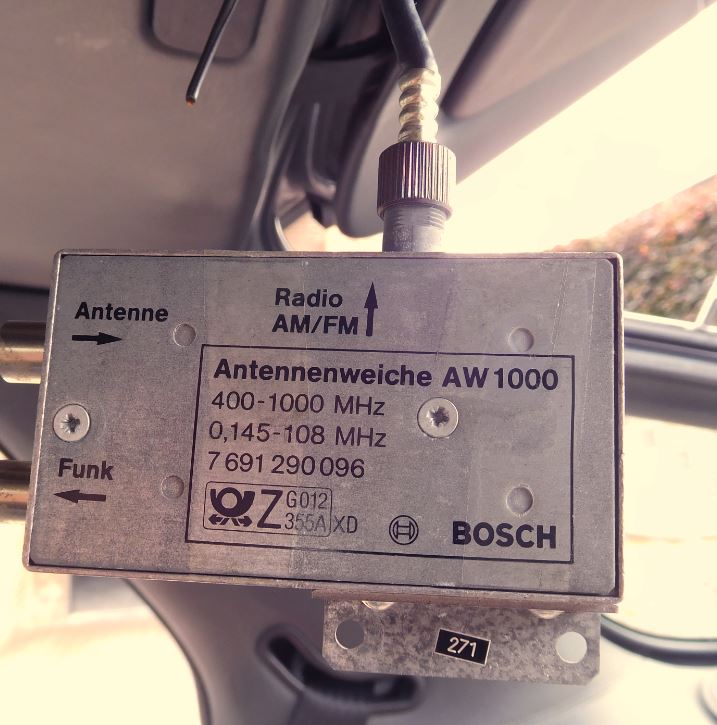 Antenne
Radio
AM/FM
Antennenweiche AW 1000
400-1000 MHz
0,145-108 MHz
7 691 290 096
Funk
Z G012
355A XD
BOSCH
271